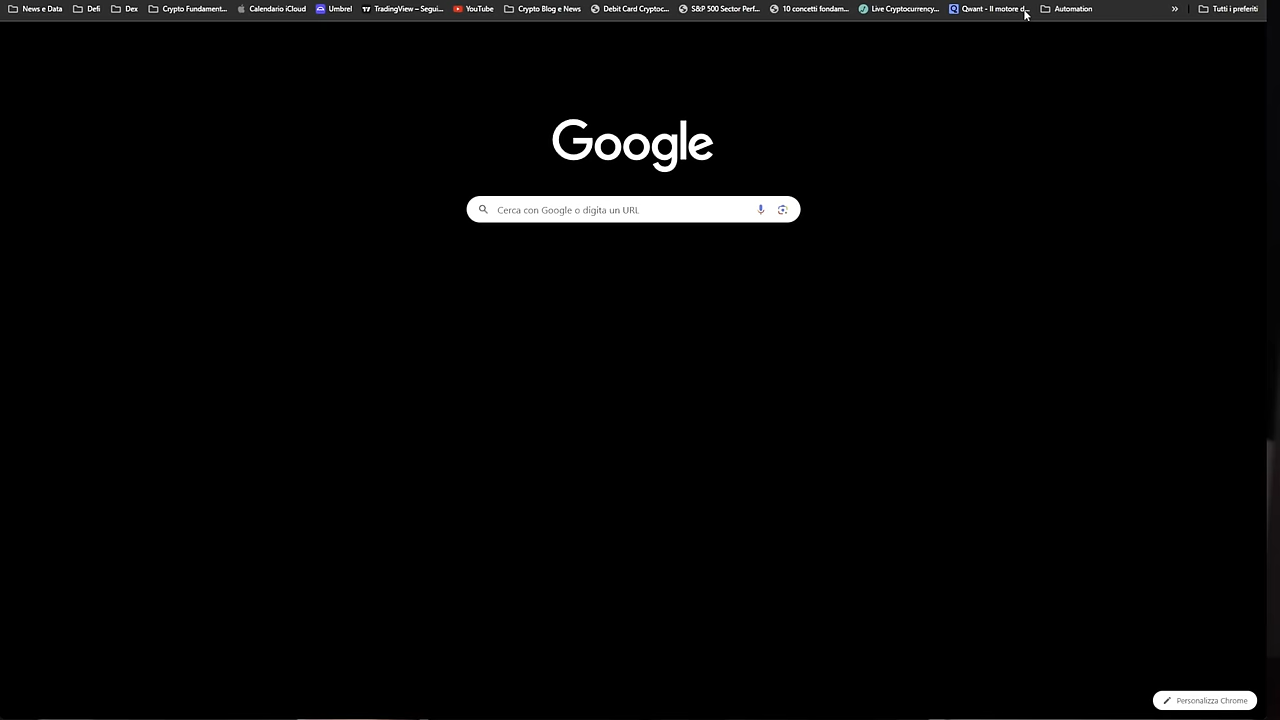 News e Data Defi Dex Crypto Fundament... Calendario iCloud Umbrel TradingView – Segui... YouTube Crypto Blog e News Debit Card Cryptoc... S&P 500 Sector Perf... 10 concetti fondam... Live Cryptocurrency... Qwant - Il motore d... Automation » Tutti i preferiti
Google
Cerca con Google o digita un URL
Personalizza Chrome